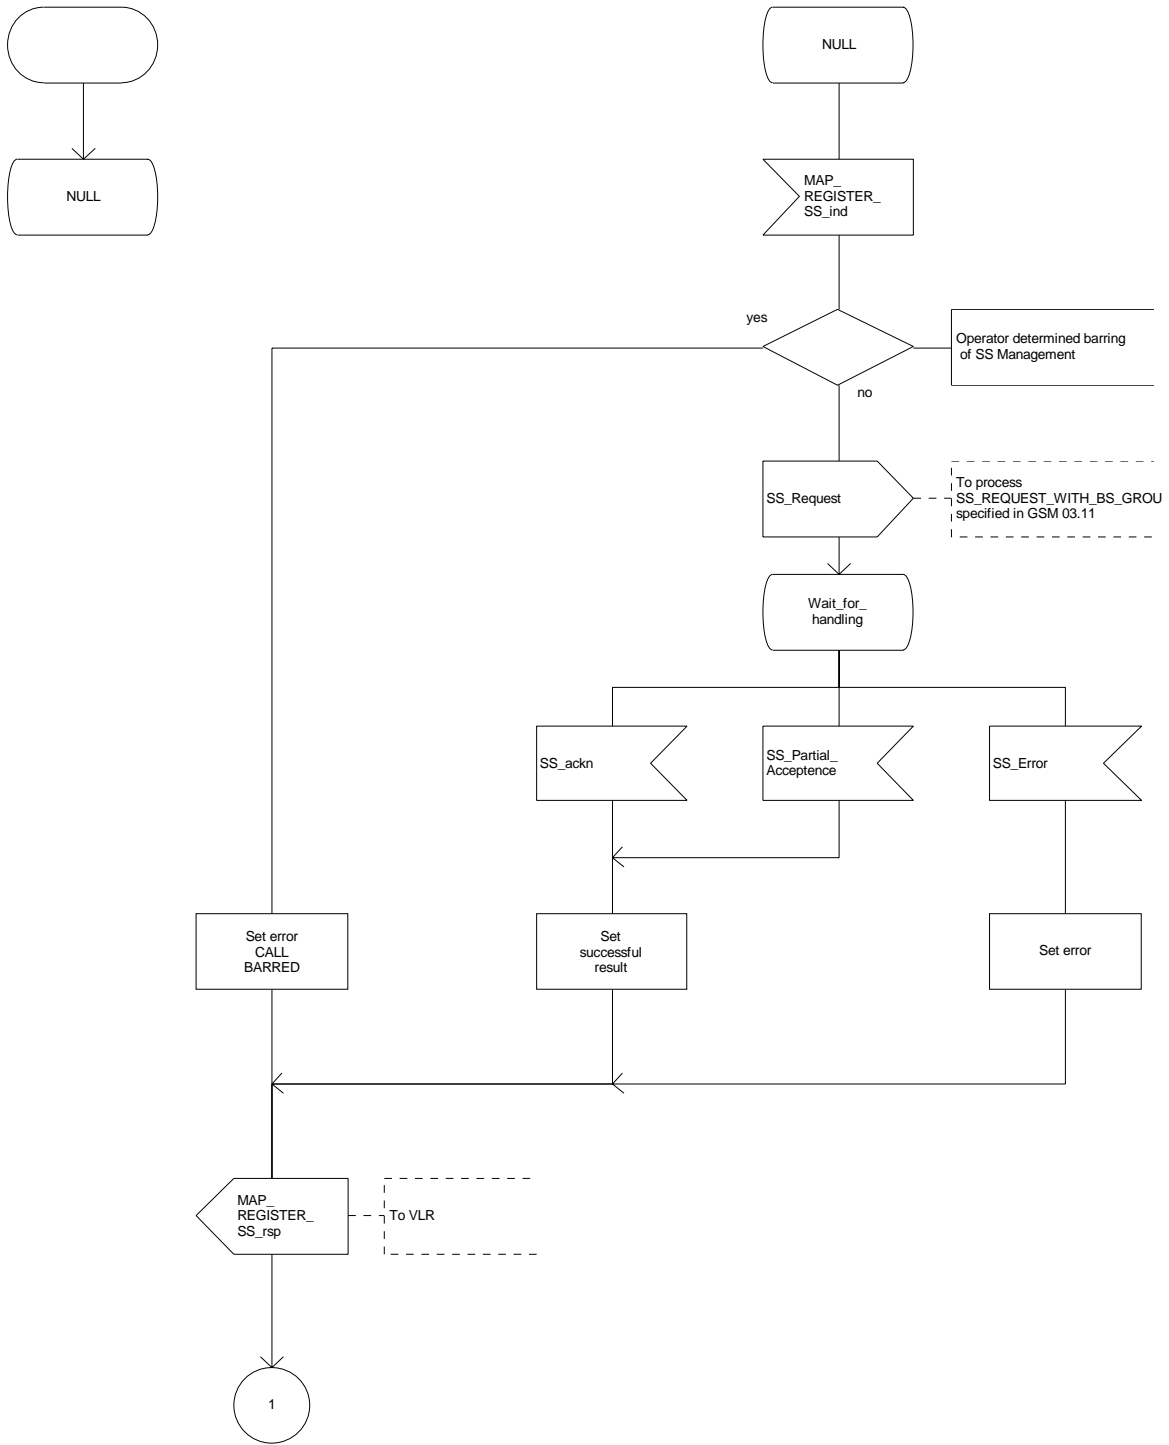 NULL
NULL
MAP_
REGISTER_
SS_ind
yes
Operator determined barring
of SS Management
no
SS_Request
To process
SS_REQUEST_WITH_BS_GROU
specified in GSM 03.11
Wait_for_
handling
SS_ackn
SS_Partial_
Acceptence
SS_Error
Set error
CALL
BARRED
Set
successful
result
Set error
MAP_
REGISTER_
SS_rsp
To VLR
1